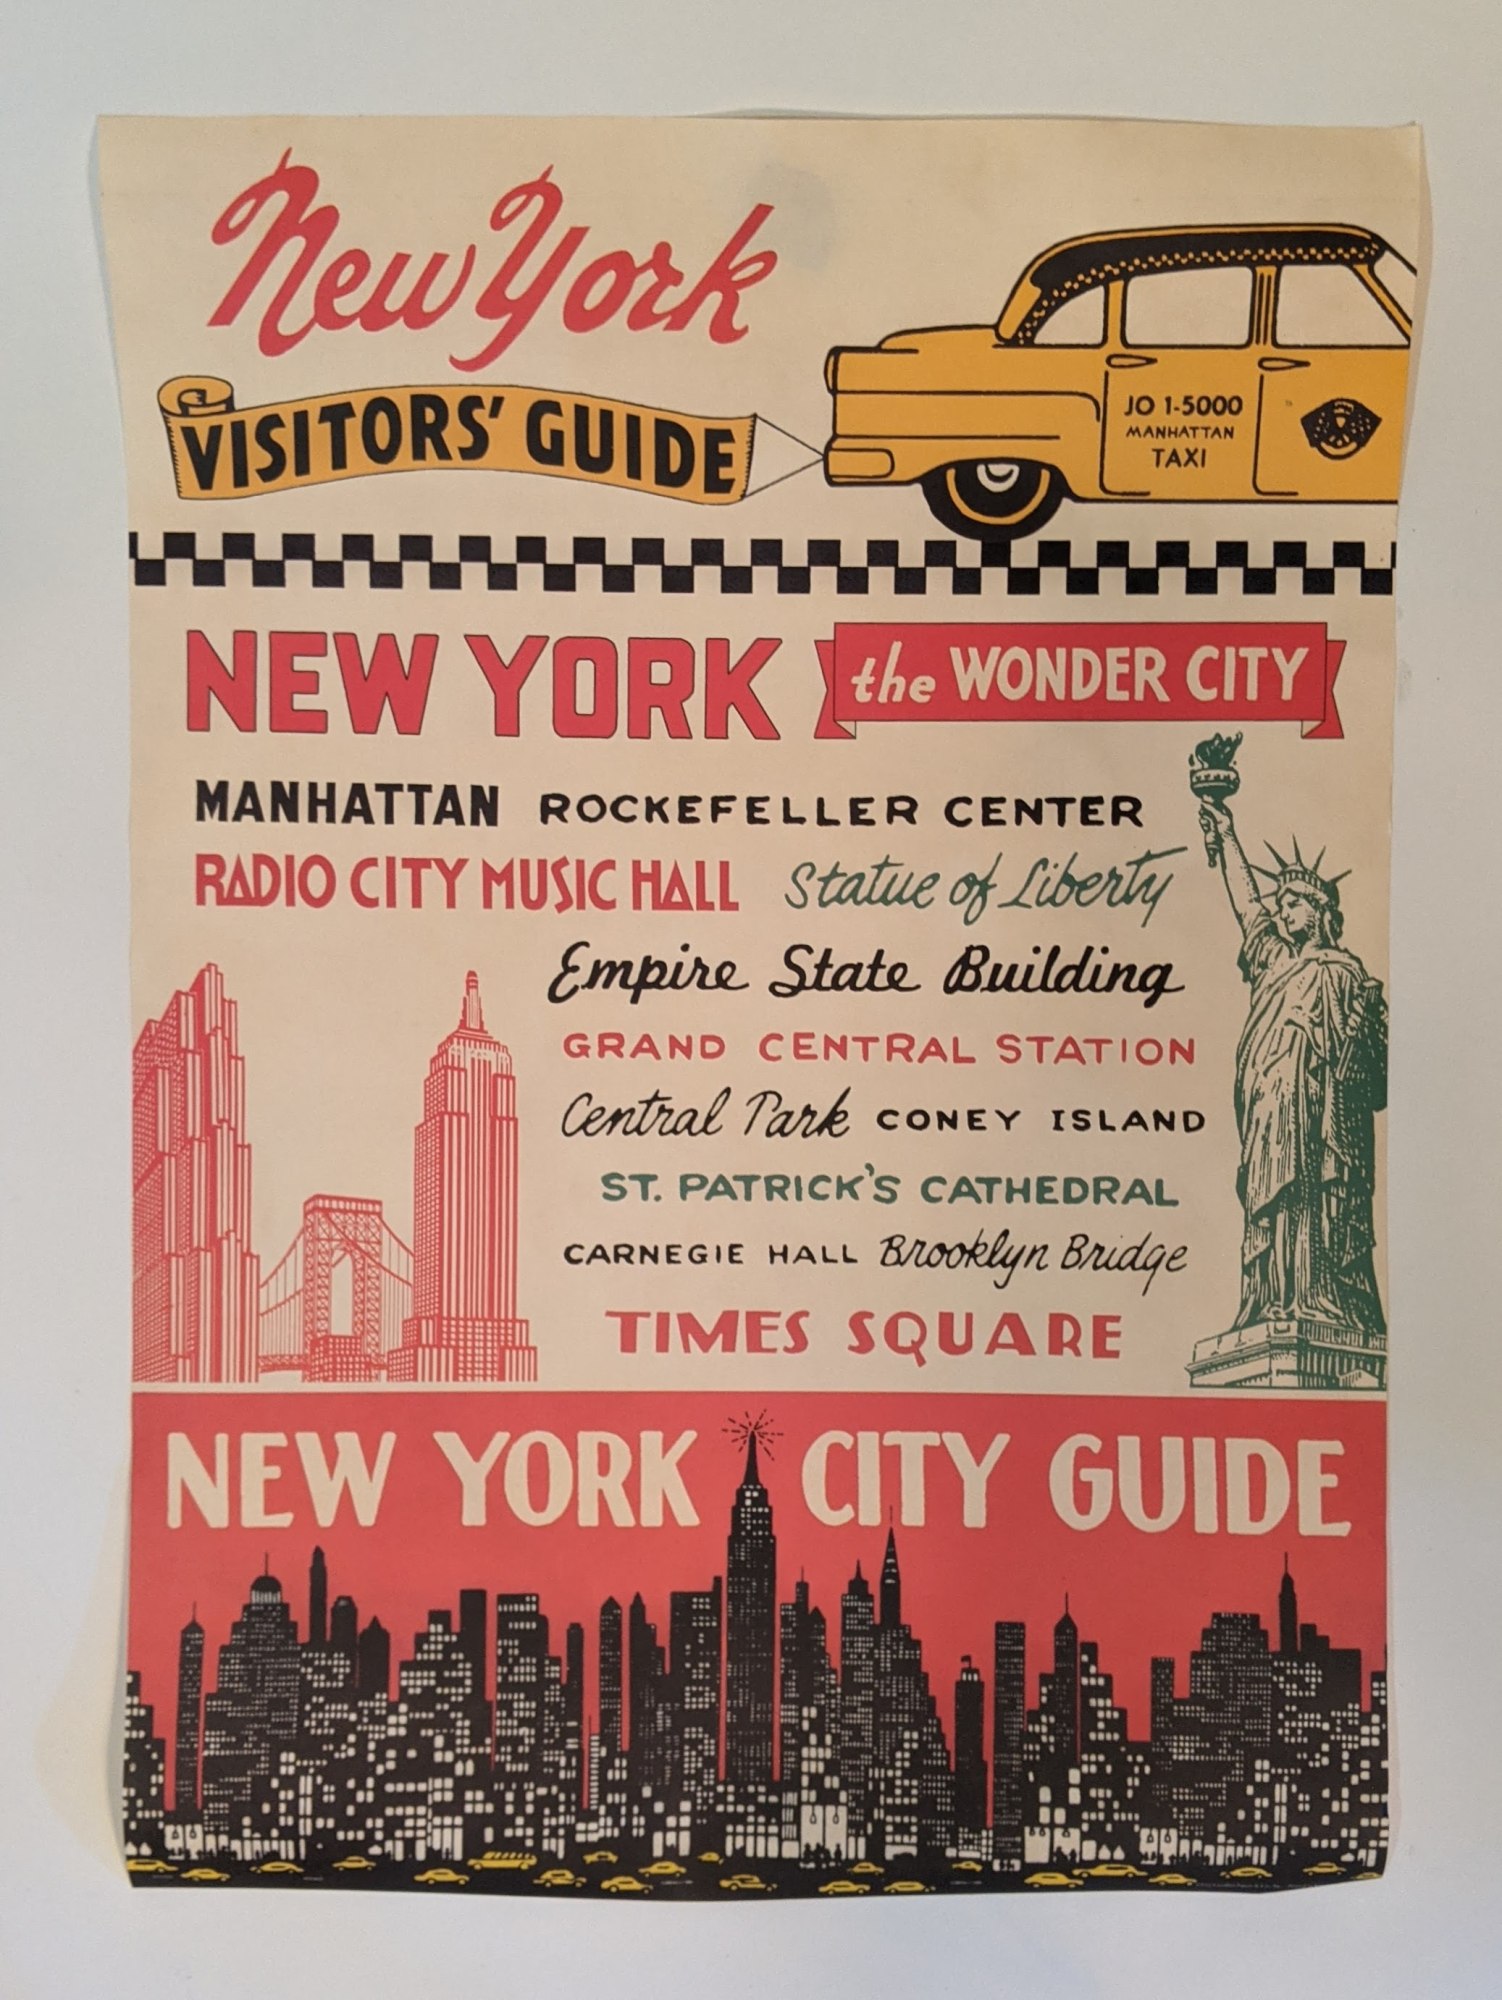 New York
VISITORS' GUIDE
JO 1-5000
MANHATTAN
TAXI
NEW YORK the WONDER CITY
MANHATTAN ROCKEFELLER CENTER
RADIO CITY MUSIC HALL Statue of Liberty
Empire State Building
GRAND CENTRAL STATION
Central Park CONEY ISLAND
ST. PATRICK'S CATHEDRAL
CARNEGIE HALL Brooklyn Bridge
TIMES SQUARE
NEW YORK CITY GUIDE